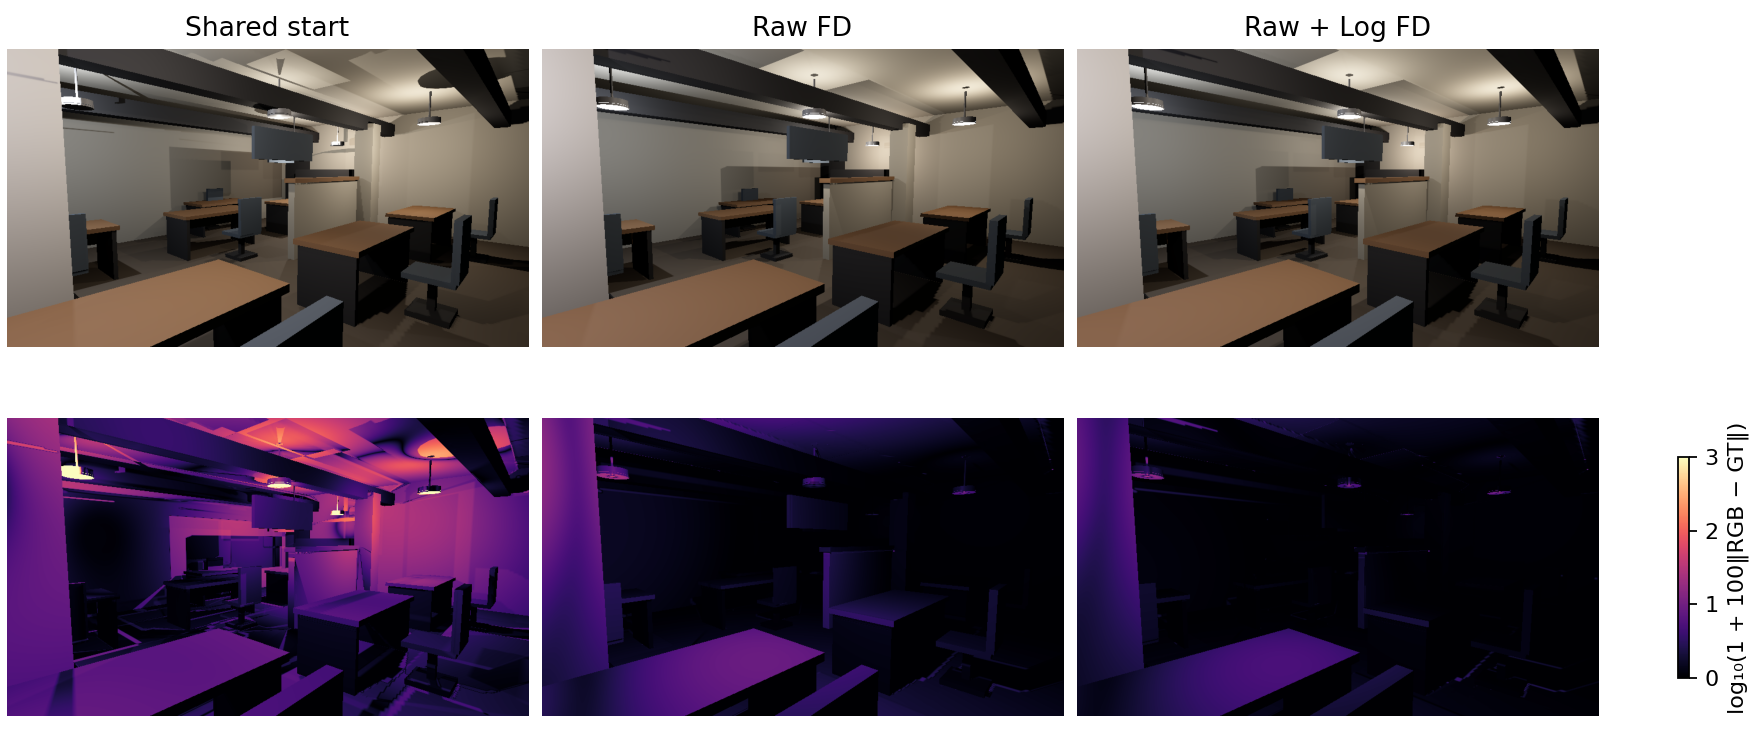 Shared start
Raw FD
Raw + Log FD
3
2
1
0
log₁₀(1 + 100‖RGB − GT‖)